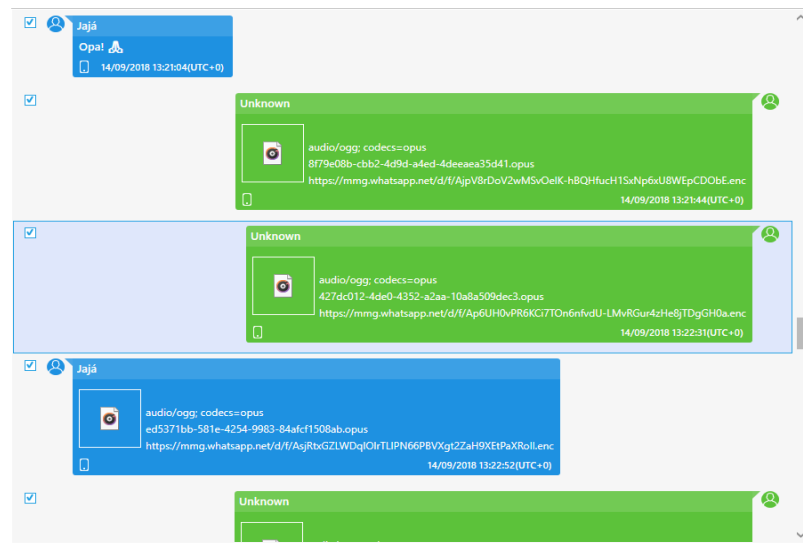 Jajá
Opa! 🙏
14/09/2018 13:21:04(UTC+0)
Unknown
audio/ogg; codecs=opus
8f79e08b-cbb2-4d9d-a4ed-4deeaea35d41.opus
https://mmg.whatsapp.net/d/f/AjpV8rDoV2wMSvOelK-hBQHfucH1SxNp6xU8WEpCDObE.enc
14/09/2018 13:21:44(UTC+0)
Unknown
audio/ogg; codecs=opus
427dc012-4de0-4352-a2aa-10a8a509dec3.opus
https://mmg.whatsapp.net/d/f/Ap6UH0vPR6KCi7TOn6nfvdU-LMvRGur4zHe8jTDgGH0a.enc
14/09/2018 13:22:31(UTC+0)
Jajá
audio/ogg; codecs=opus
ed5371bb-581e-4254-9983-84afcf1508ab.opus
https://mmg.whatsapp.net/d/f/AsjRtxGZLWDqIOIrTLIPN66PBVXgt2ZaH9XEtPaXRoII.enc
14/09/2018 13:22:52(UTC+0)
Unknown